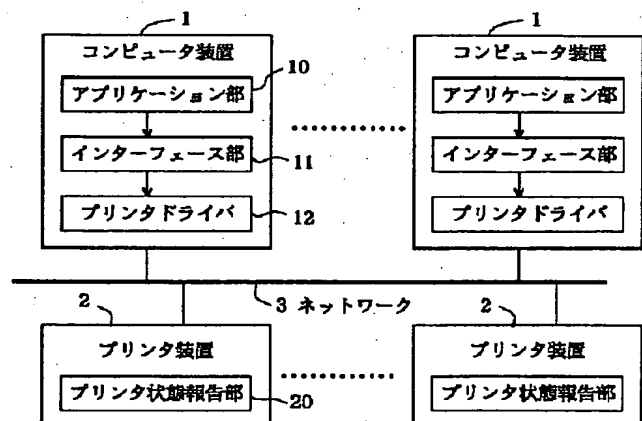 1
1
コンピュータ装置
コンピュータ装置
10
アプリケーション部
アプリケーション部
インターフェース部
11
インターフェース部
プリンタドライバ
12
プリンタドライバ
2
3 ネットワーク
2
プリンタ装置
プリンタ装置
プリンタ状態報告部
20
プリンタ状態報告部